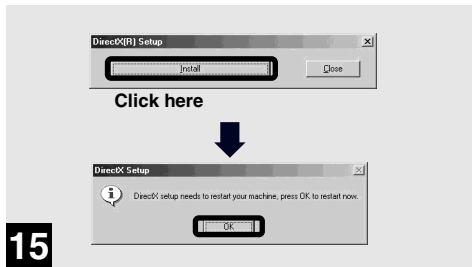 DirectX(R) Setup
Install
Close
Click here
DirectX Setup
DirectX setup needs to restart your machine, press OK to restart now.
OK
15